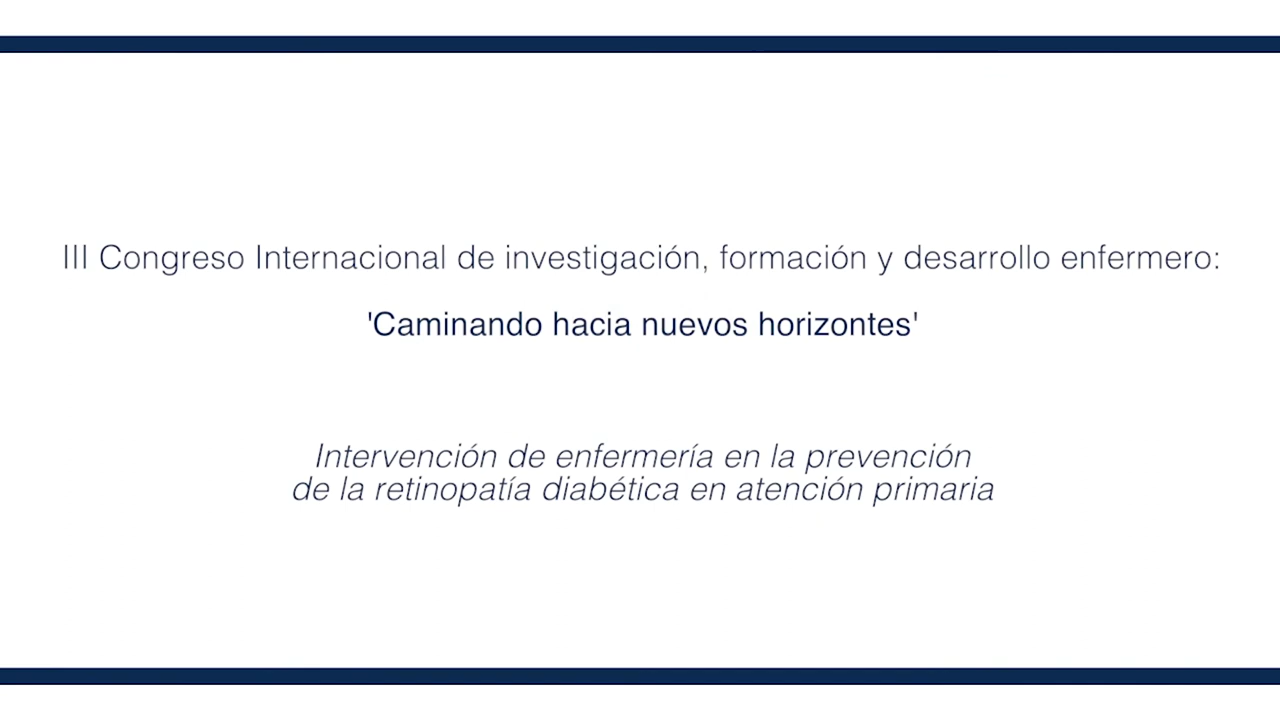 III Congreso Internacional de investigación, formación y desarrollo enfermero:
'Caminando hacia nuevos horizontes'
Intervención de enfermería en la prevención
de la retinopatía diabética en atención primaria